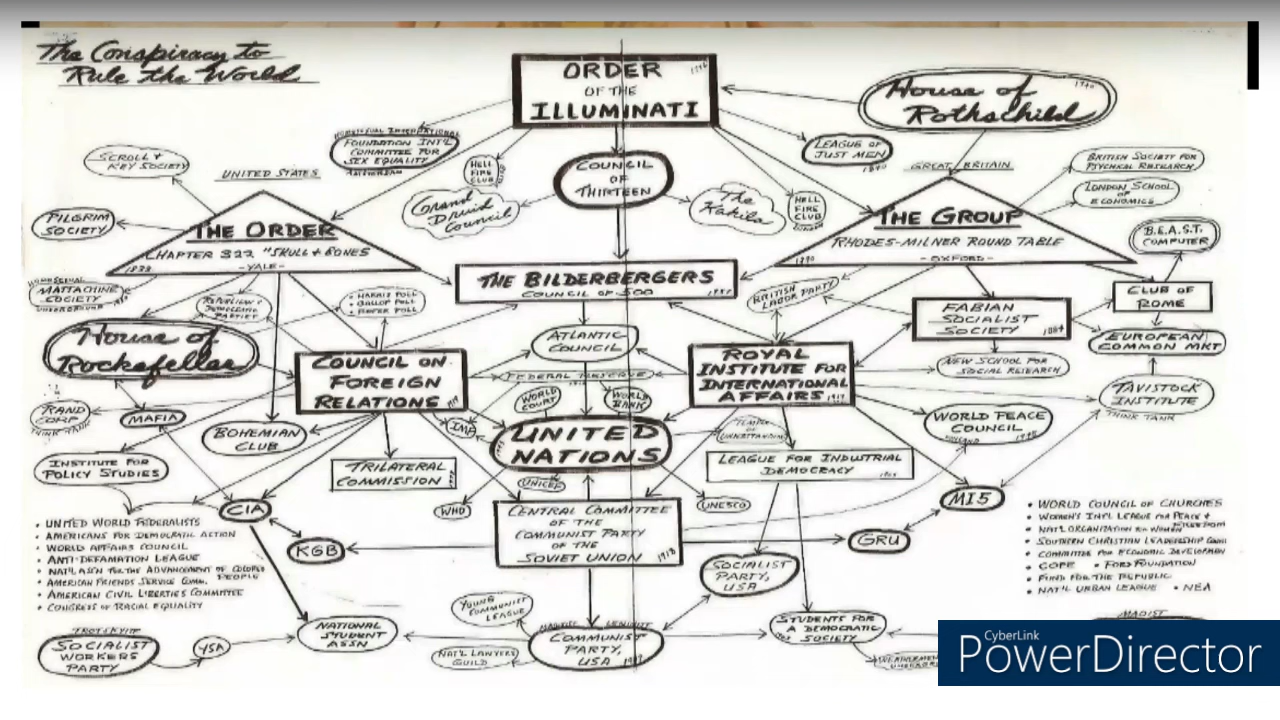 The Conspiracy to
Rule the World
ORDER
OF THE
ILLUMINATI
House of
Rothschild
FOUNDATION INT'L
COMMITTEE FOR
SEX EQUALITY
LEAGUE OF
JUST MEN
SCROLL &
KEY SOCIETY
UNITED STATES
HELL
FIRE
CLUB
COUNCIL
OF
THIRTEEN
GREAT BRITAIN
BRITISH SOCIETY FOR
PSYCHICAL RESEARCH
LONDON SCHOOL
OF
ECONOMICS
PILGRIM
SOCIETY
Grand
Druid
Council
The
Kahila
HELL
FIRE
CLUB
THE ORDER
CHAPTER 322 "SKULL & BONES
-YALE-
THE GROUP
RHODES-MILNER ROUND TABLE
-OXFORD-
B.E.A.S.T.
COMPUTER
THE BILDERBERGERS
COUNCIL OF 500
MATTACHINE
SOCIETY
• HARRIS POLL
• GALLOP POLL
• ROPER POLL
BRITISH
LABOR PARTY
CLUB OF
ROME
FABIAN
SOCIALIST
SOCIETY 1884
House of
Rockefeller
ATLANTIC
COUNCIL
EUROPEAN
COMMON MKT
COUNCIL ON
FOREIGN
RELATIONS
FEDERAL RESERVE
ROYAL
INSTITUTE FOR
INTERNATIONAL
AFFAIRS
NEW SCHOOL FOR
SOCIAL RESEARCH
WORLD
COURT
WORLD
BANK
TAVISTOCK
INSTITUTE
THINK TANK
RAND
CORP
THINK TANK
MAFIA
BOHEMIAN
CLUB
IMF
UNITED
NATIONS
WORLD PEACE
COUNCIL
INSTITUTE FOR
POLICY STUDIES
TRILATERAL
COMMISSION
LEAGUE FOR INDUSTRIAL
DEMOCRACY
UNICEF
CIA
WHO
UNESCO
MI5
CENTRAL COMMITTEE
OF THE
COMMUNIST PARTY
OF THE
SOVIET UNION
KGB
GRU
• UNITED WORLD FEDERALISTS
• AMERICANS FOR DEMOCRATIC ACTION
• WORLD AFFAIRS COUNCIL
• ANTI-DEFAMATION LEAGUE
• NAT'L ASS'N FOR THE ADVANCEMENT OF COLORED
PEOPLE
• AMERICAN FRIENDS SERVICE COMM.
• AMERICAN CIVIL LIBERTIES COMMITTEE
• CONGRESS OF RACIAL EQUALITY
• WORLD COUNCIL OF CHURCHES
• WOMEN'S INT'L LEAGUE FOR PEACE &
FREEDOM
• NAT'L ORGANIZATION FOR WOMEN
• SOUTHERN CHRISTIAN LEADERSHIP
• COMMITTEE FOR ECONOMIC DEVELOPMEN
• COPE • FORD FOUNDATION
• FUND FOR THE REPUBLIC
• NAT'L URBAN LEAGUE • NEA
SOCIALIST
PARTY,
USA
YOUNG
COMMUNIST
LEAGUE
TROTSKYIT
SOCIALIST
WORKERS
PARTY
YSA
NATIONAL
STUDENT
ASSN
NAT'L LAWYERS
GUILD
COMMUNIST
PARTY,
USA
STUDENTS FOR
A DEMOCRATIC
SOCIETY
MAOIST
CyberLink
PowerDirector